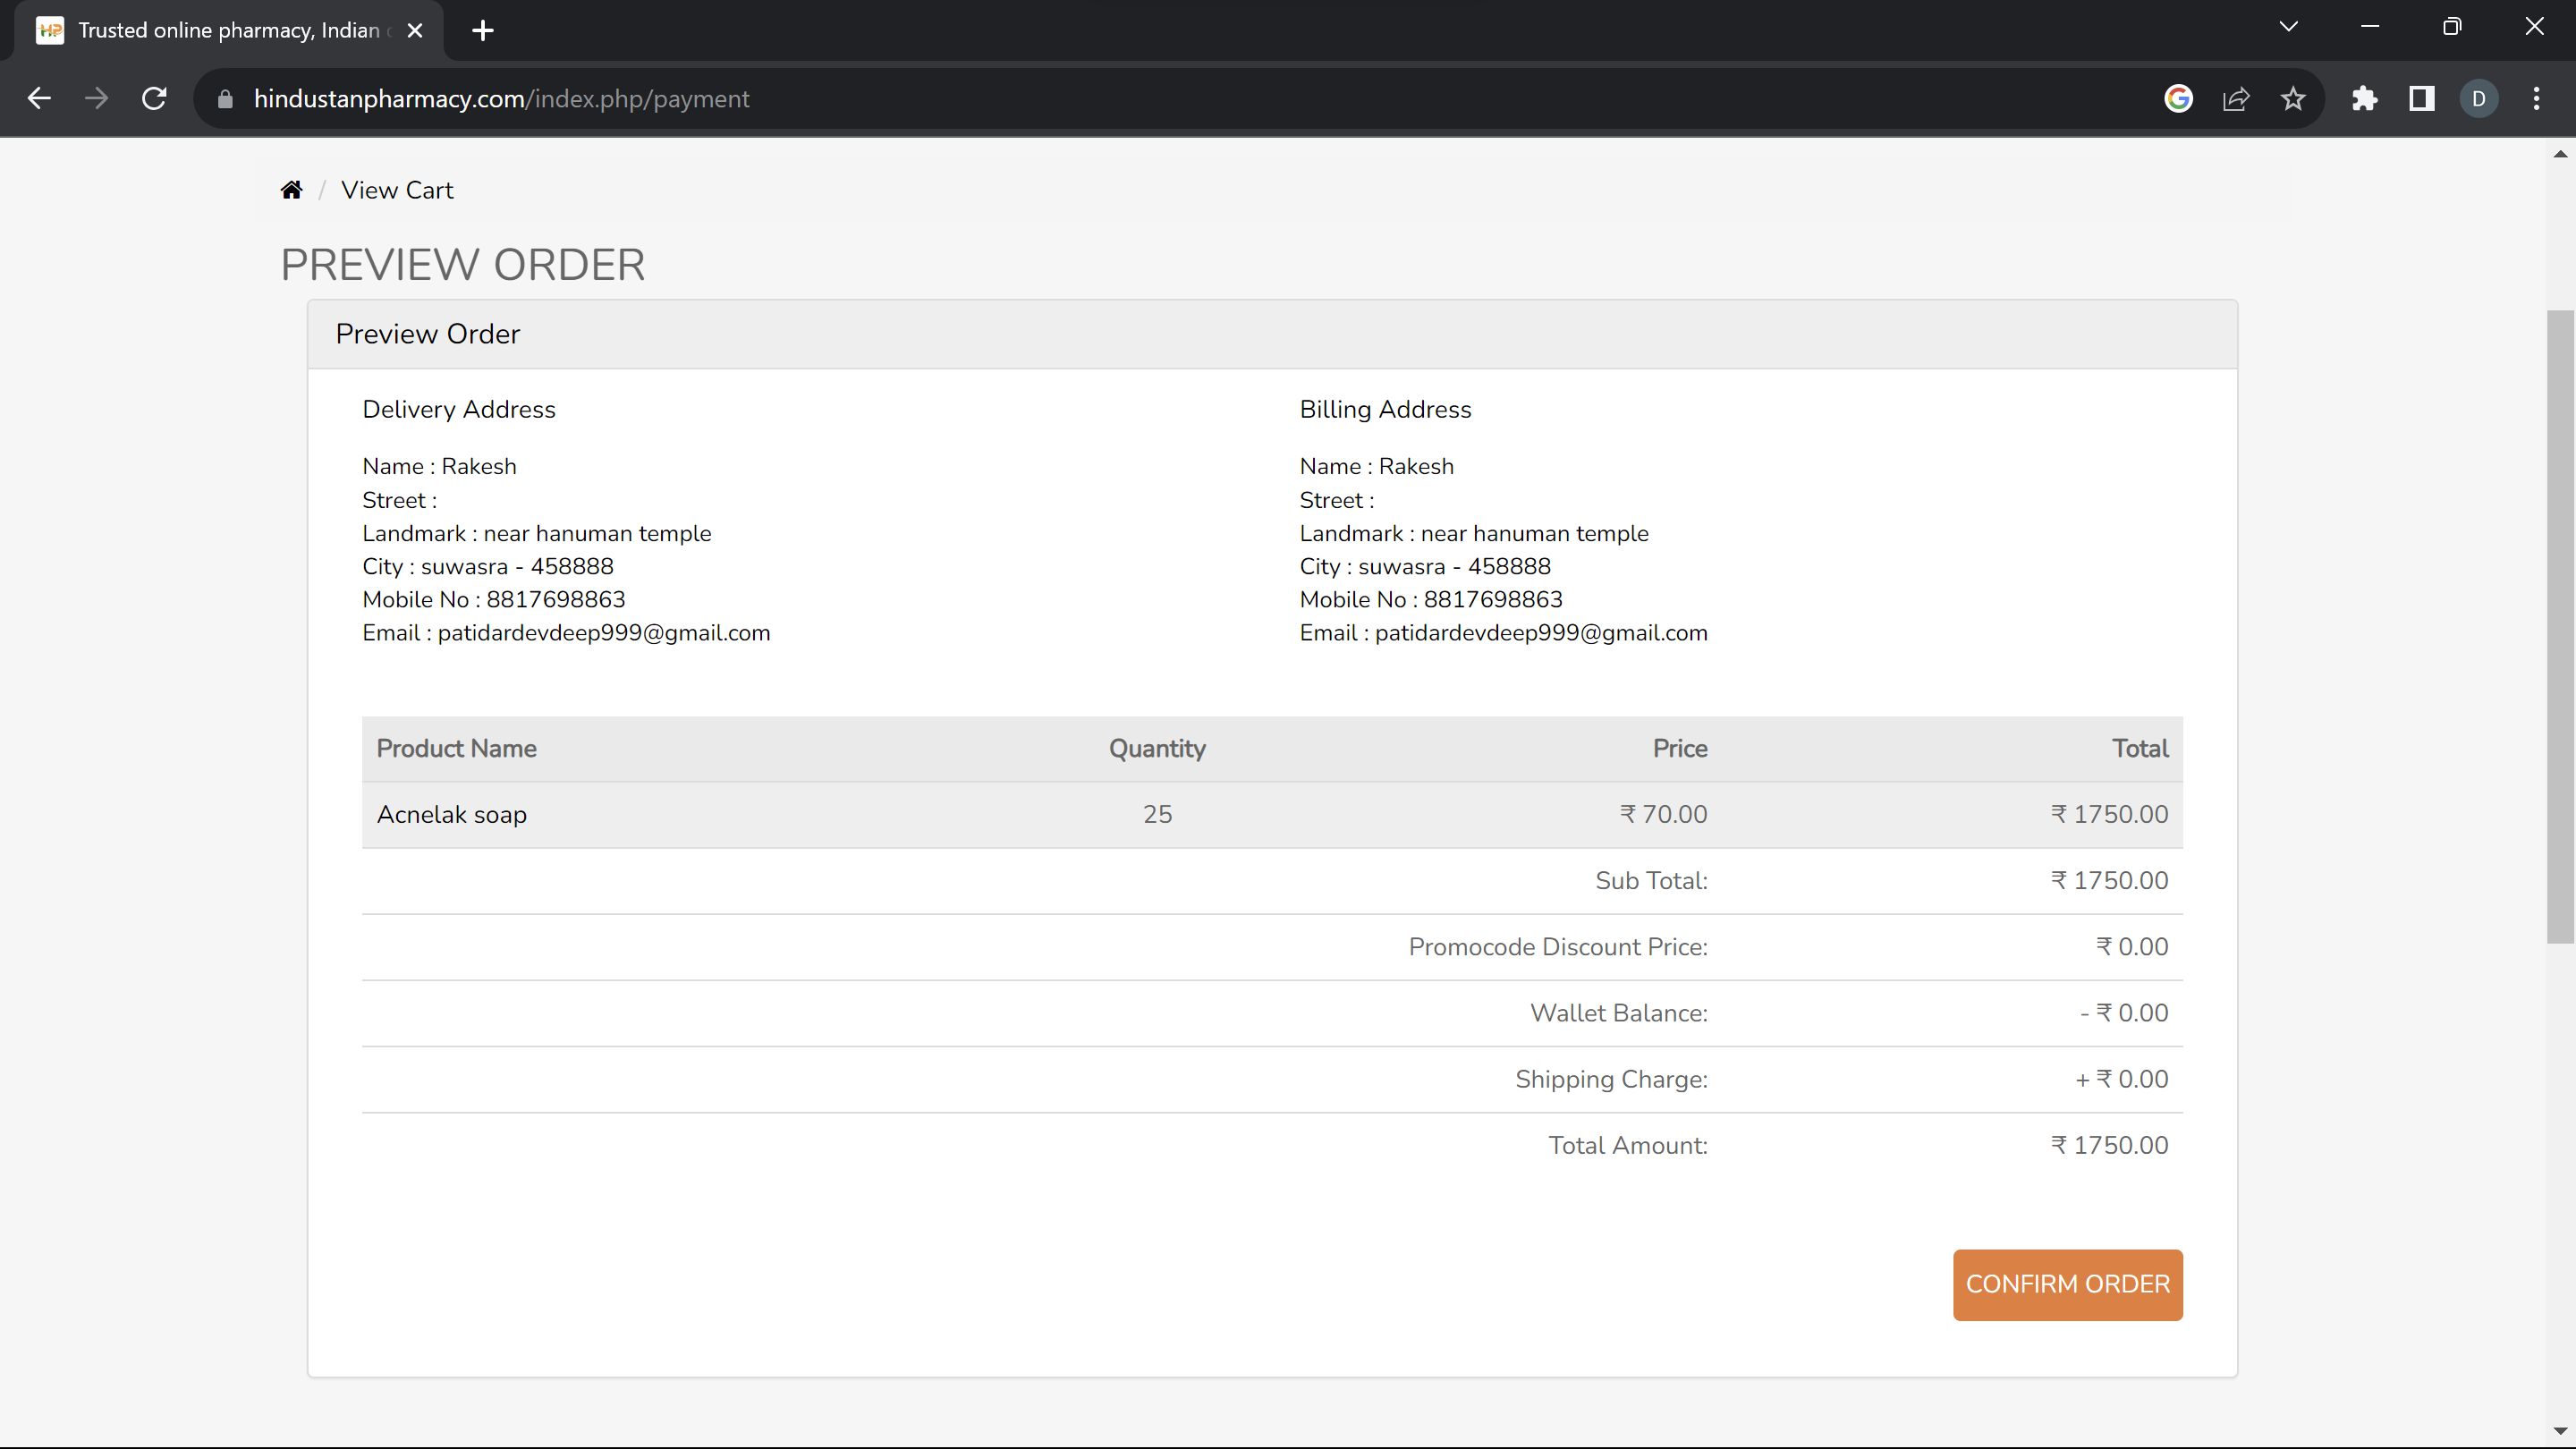 Trusted online pharmacy, Indian
hindustanpharmacy.com/index.php/payment
D
/ View Cart
PREVIEW ORDER
Preview Order
Delivery Address
Name : Rakesh
Street :
Landmark : near hanuman temple
City : suwasra - 458888
Mobile No : 8817698863
Email : patidardevdeep999@gmail.com
Billing Address
Name : Rakesh
Street :
Landmark : near hanuman temple
City : suwasra - 458888
Mobile No : 8817698863
Email : patidardevdeep999@gmail.com
Product Name Quantity Price Total
Acnelak soap 25 ₹ 70.00 ₹ 1750.00
Sub Total: ₹ 1750.00
Promocode Discount Price: ₹ 0.00
Wallet Balance: - ₹ 0.00
Shipping Charge: + ₹ 0.00
Total Amount: ₹ 1750.00
CONFIRM ORDER